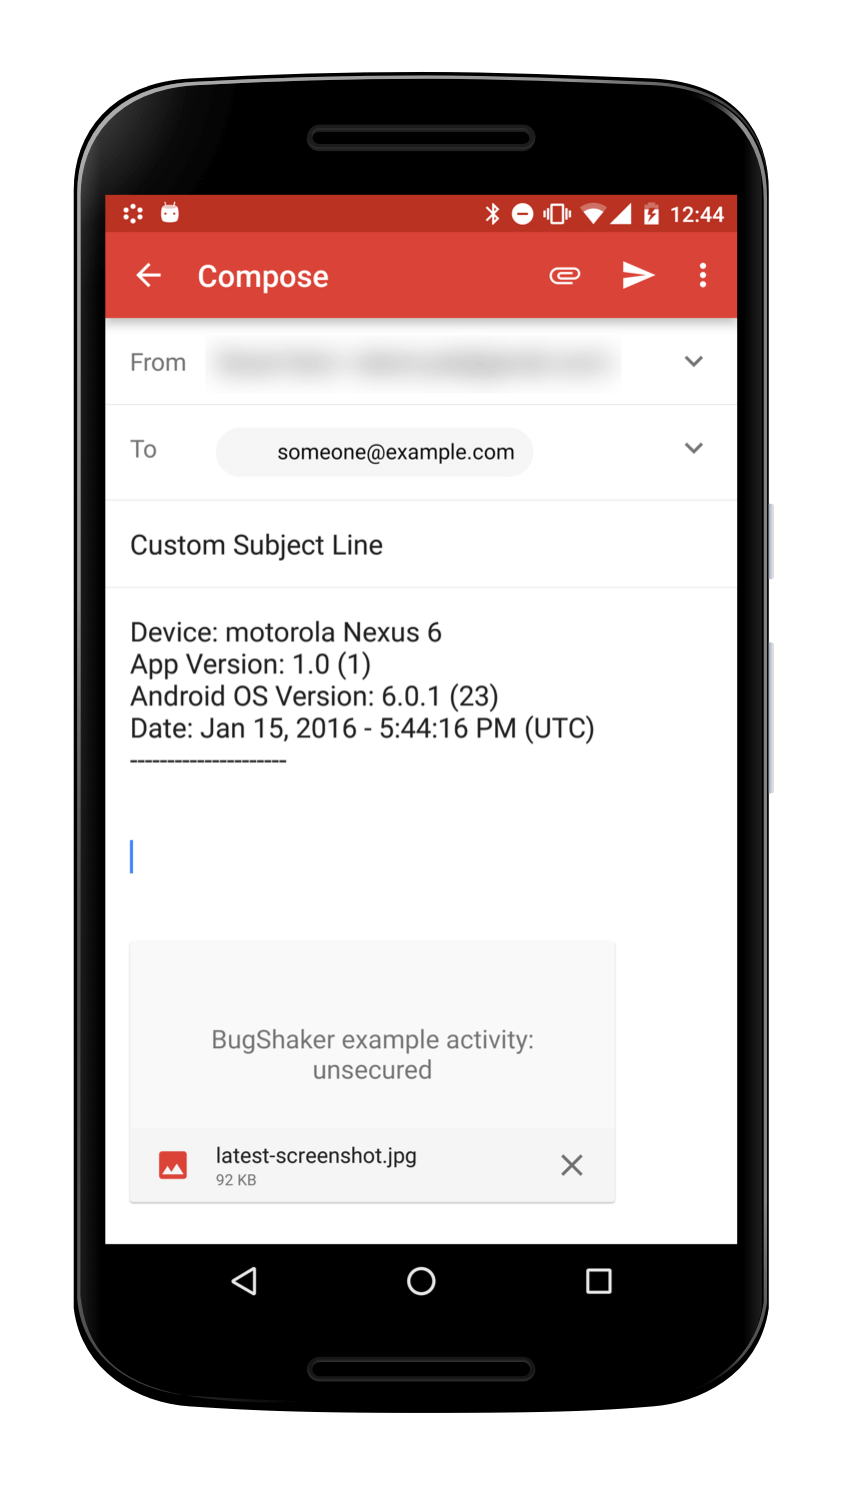 12:44
Compose
From
To
someone@example.com
Custom Subject Line
Device: motorola Nexus 6
App Version: 1.0 (1)
Android OS Version: 6.0.1 (23)
Date: Jan 15, 2016 - 5:44:16 PM (UTC)
---------------------
BugShaker example activity:
unsecured
latest-screenshot.jpg
92 KB